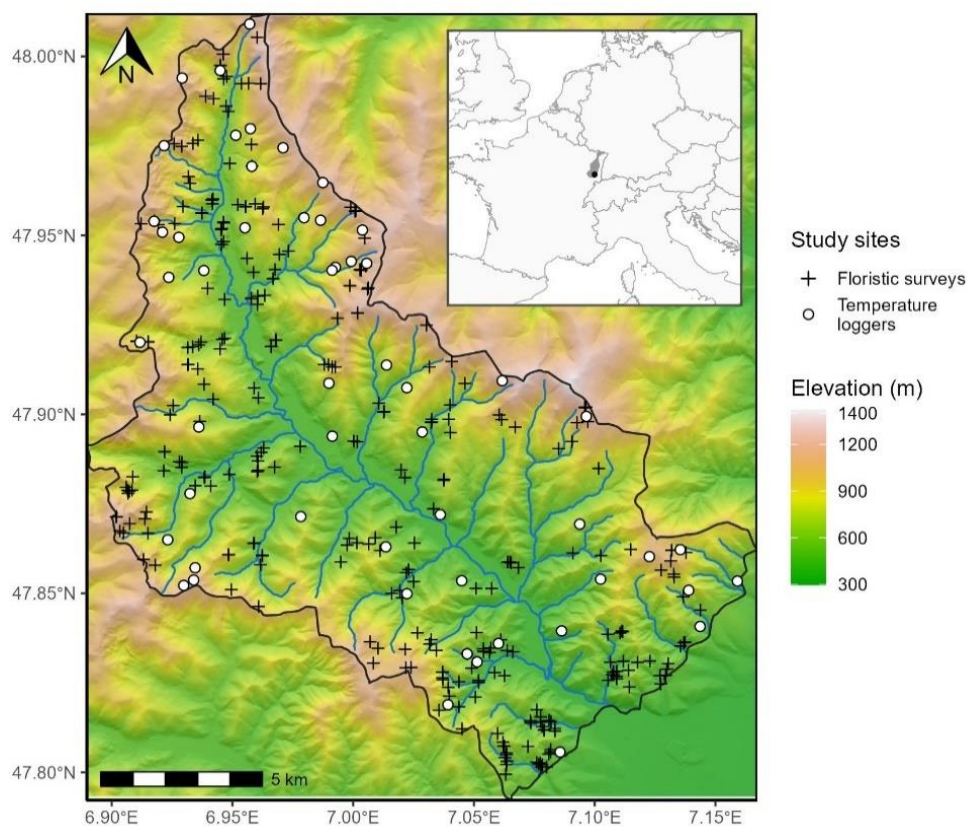 48.00°N
47.95°N
47.90°N
47.85°N
47.80°N
N
5 km
6.90°E
6.95°E
7.00°E
7.05°E
7.10°E
7.15°E
Study sites
Floristic surveys
Temperature
loggers
Elevation (m)
1400
1200
900
600
300